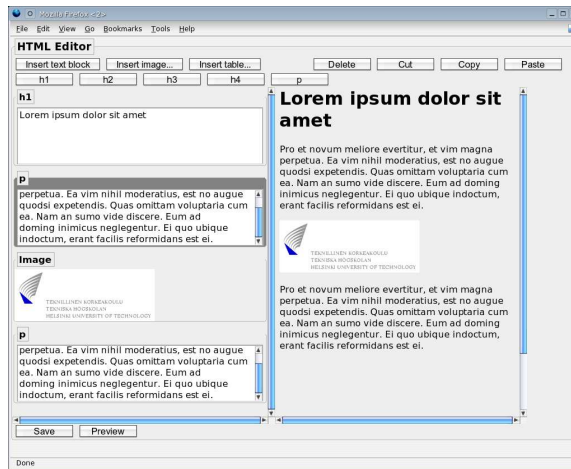 Mozilla Firefox <2>
File Edit View Go Bookmarks Tools Help
HTML Editor
Insert text block Insert image... Insert table... Delete Cut Copy Paste
h1 h2 h3 h4 p
h1
Lorem ipsum dolor sit amet
p
perpetua. Ea vim nihil moderatius, est no augue
quodsi expetendis. Quas omittam voluptaria cum
ea. Nam an sumo vide discere. Eum ad
doming inimicus neglegentur. Ei quo ubique
indoctum, erant facilis reformidans est ei.
Image
TEKNILLINEN KORKEAKOULU
TEKNISKA HÖGSKOLAN
HELSINKI UNIVERSITY OF TECHNOLOGY
p
perpetua. Ea vim nihil moderatius, est no augue
quodsi expetendis. Quas omittam voluptaria cum
ea. Nam an sumo vide discere. Eum ad
doming inimicus neglegentur. Ei quo ubique
indoctum, erant facilis reformidans est ei.
Lorem ipsum dolor sit
amet
Pro et novum meliore evertitur, et vim magna
perpetua. Ea vim nihil moderatius, est no augue
quodsi expetendis. Quas omittam voluptaria cum
ea. Nam an sumo vide discere. Eum ad doming
inimicus neglegentur. Ei quo ubique indoctum,
erant facilis reformidans est ei.
TEKNILLINEN KORKEAKOULU
TEKNISKA HÖGSKOLAN
HELSINKI UNIVERSITY OF TECHNOLOGY
Pro et novum meliore evertitur, et vim magna
perpetua. Ea vim nihil moderatius, est no augue
quodsi expetendis. Quas omittam voluptaria cum
ea. Nam an sumo vide discere. Eum ad doming
inimicus neglegentur. Ei quo ubique indoctum,
erant facilis reformidans est ei.
Save Preview
Done